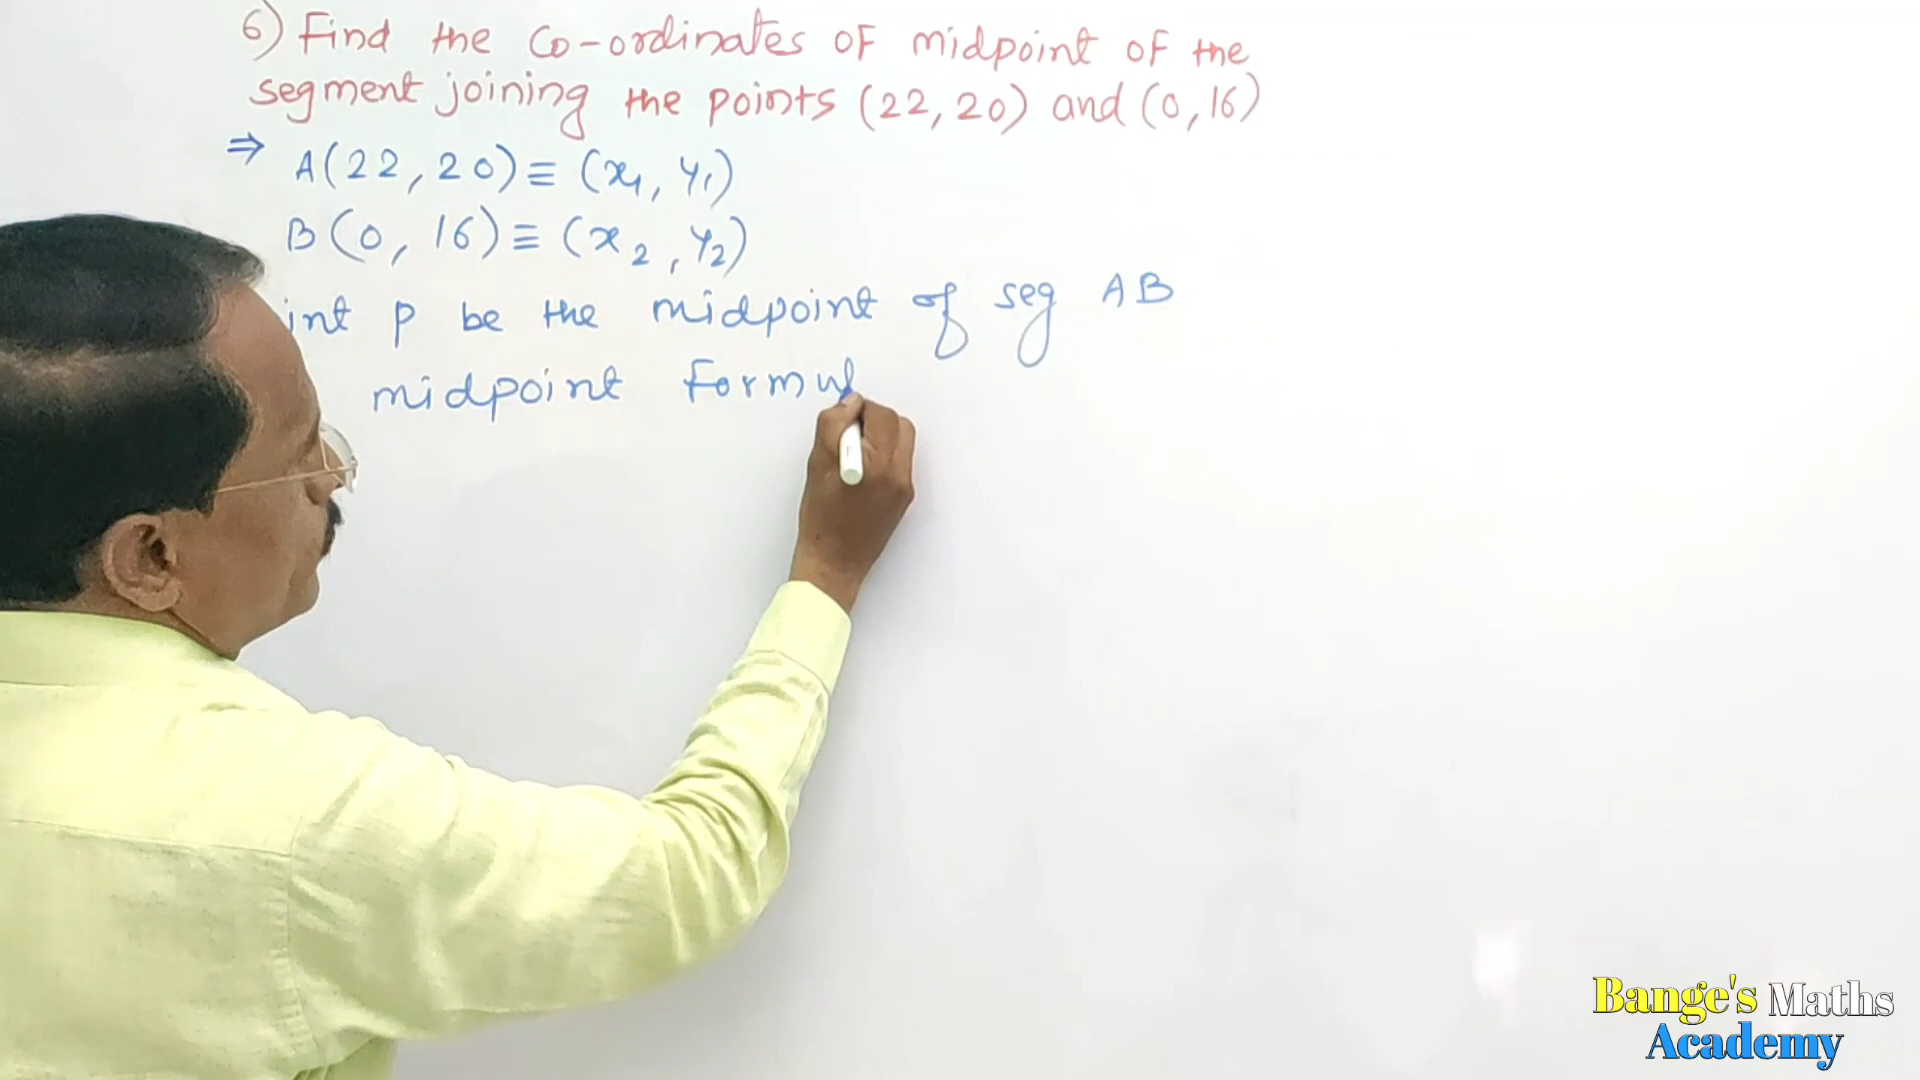 6) Find the Co-ordinates of midpoint of the
segment joining the points (22,20) and (0,16)
⇒ A(22,20)≡(x₁, y₁)
B(0, 16)≡(x₂, y₂)
int P be the midpoint of seg AB
midpoint formul
Bange's Maths
Academy